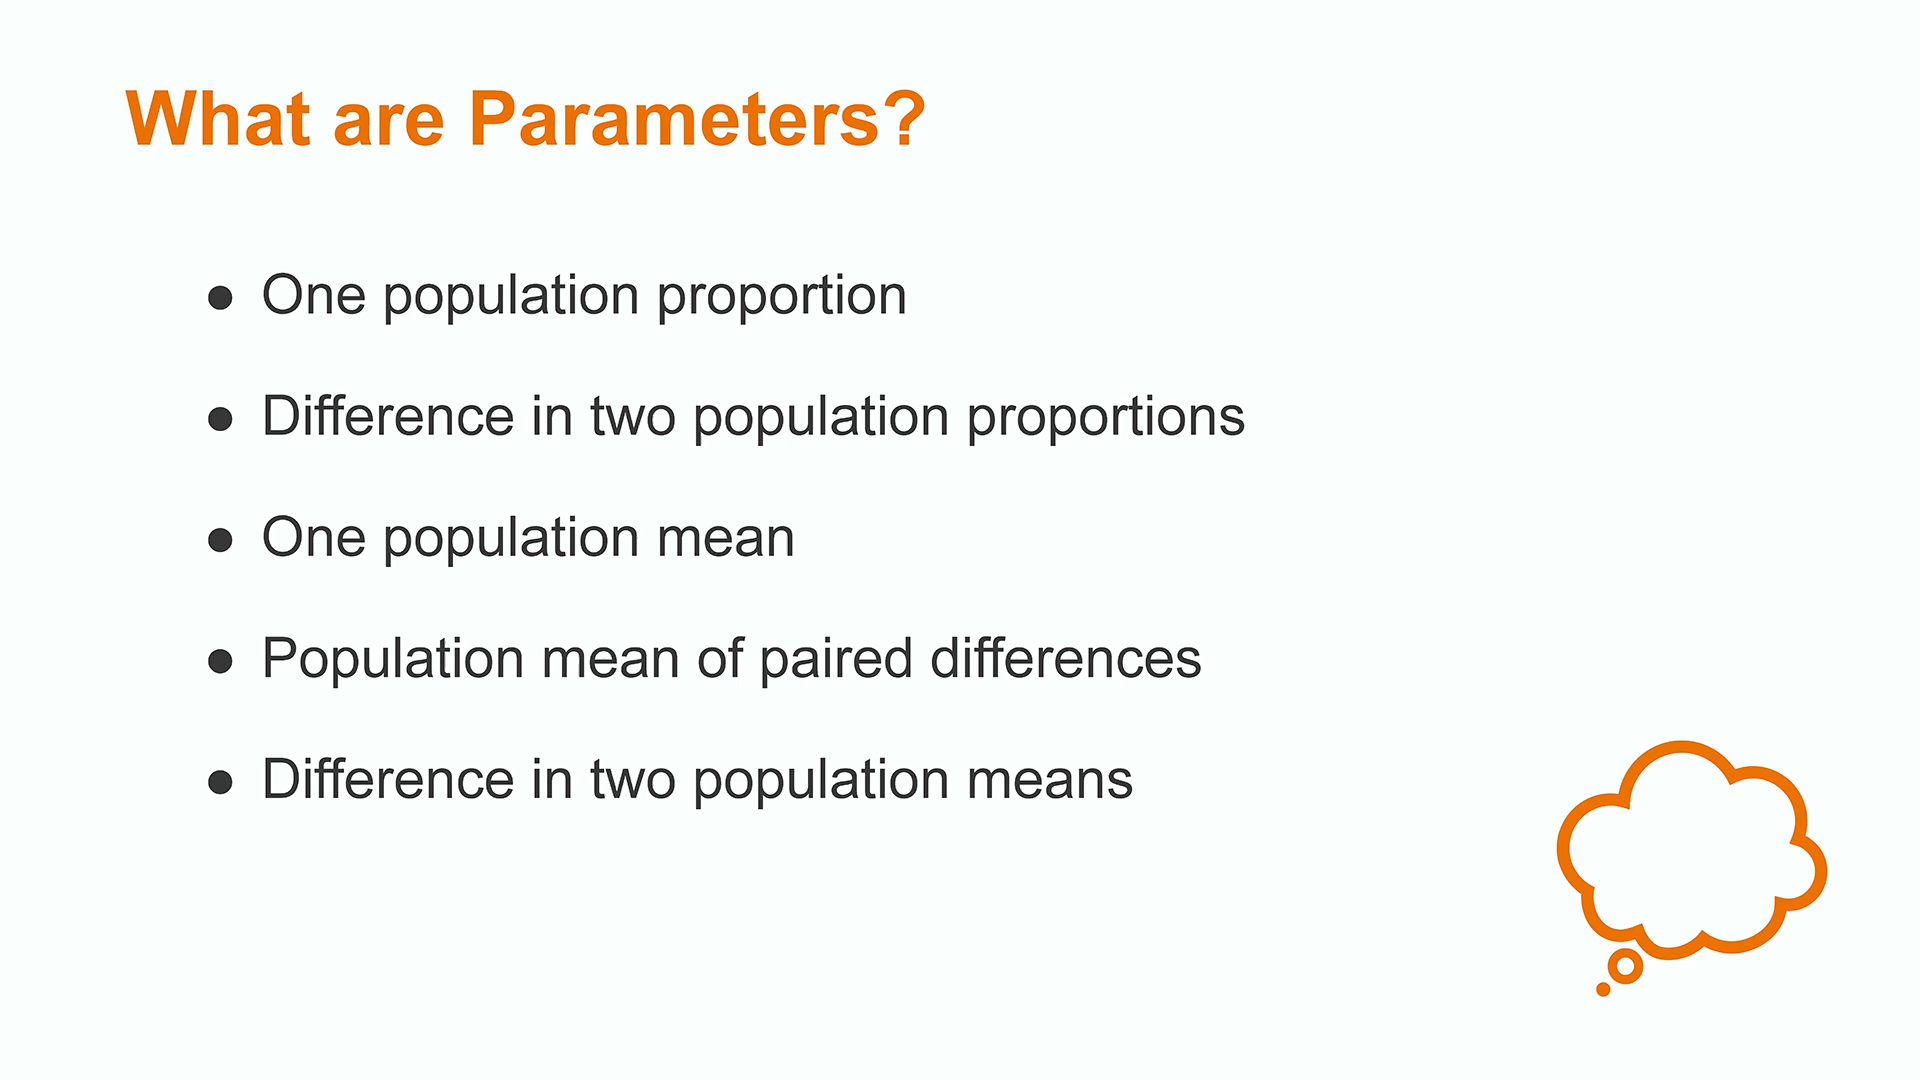 What are Parameters?
● One population proportion
● Difference in two population proportions
● One population mean
● Population mean of paired differences
● Difference in two population means